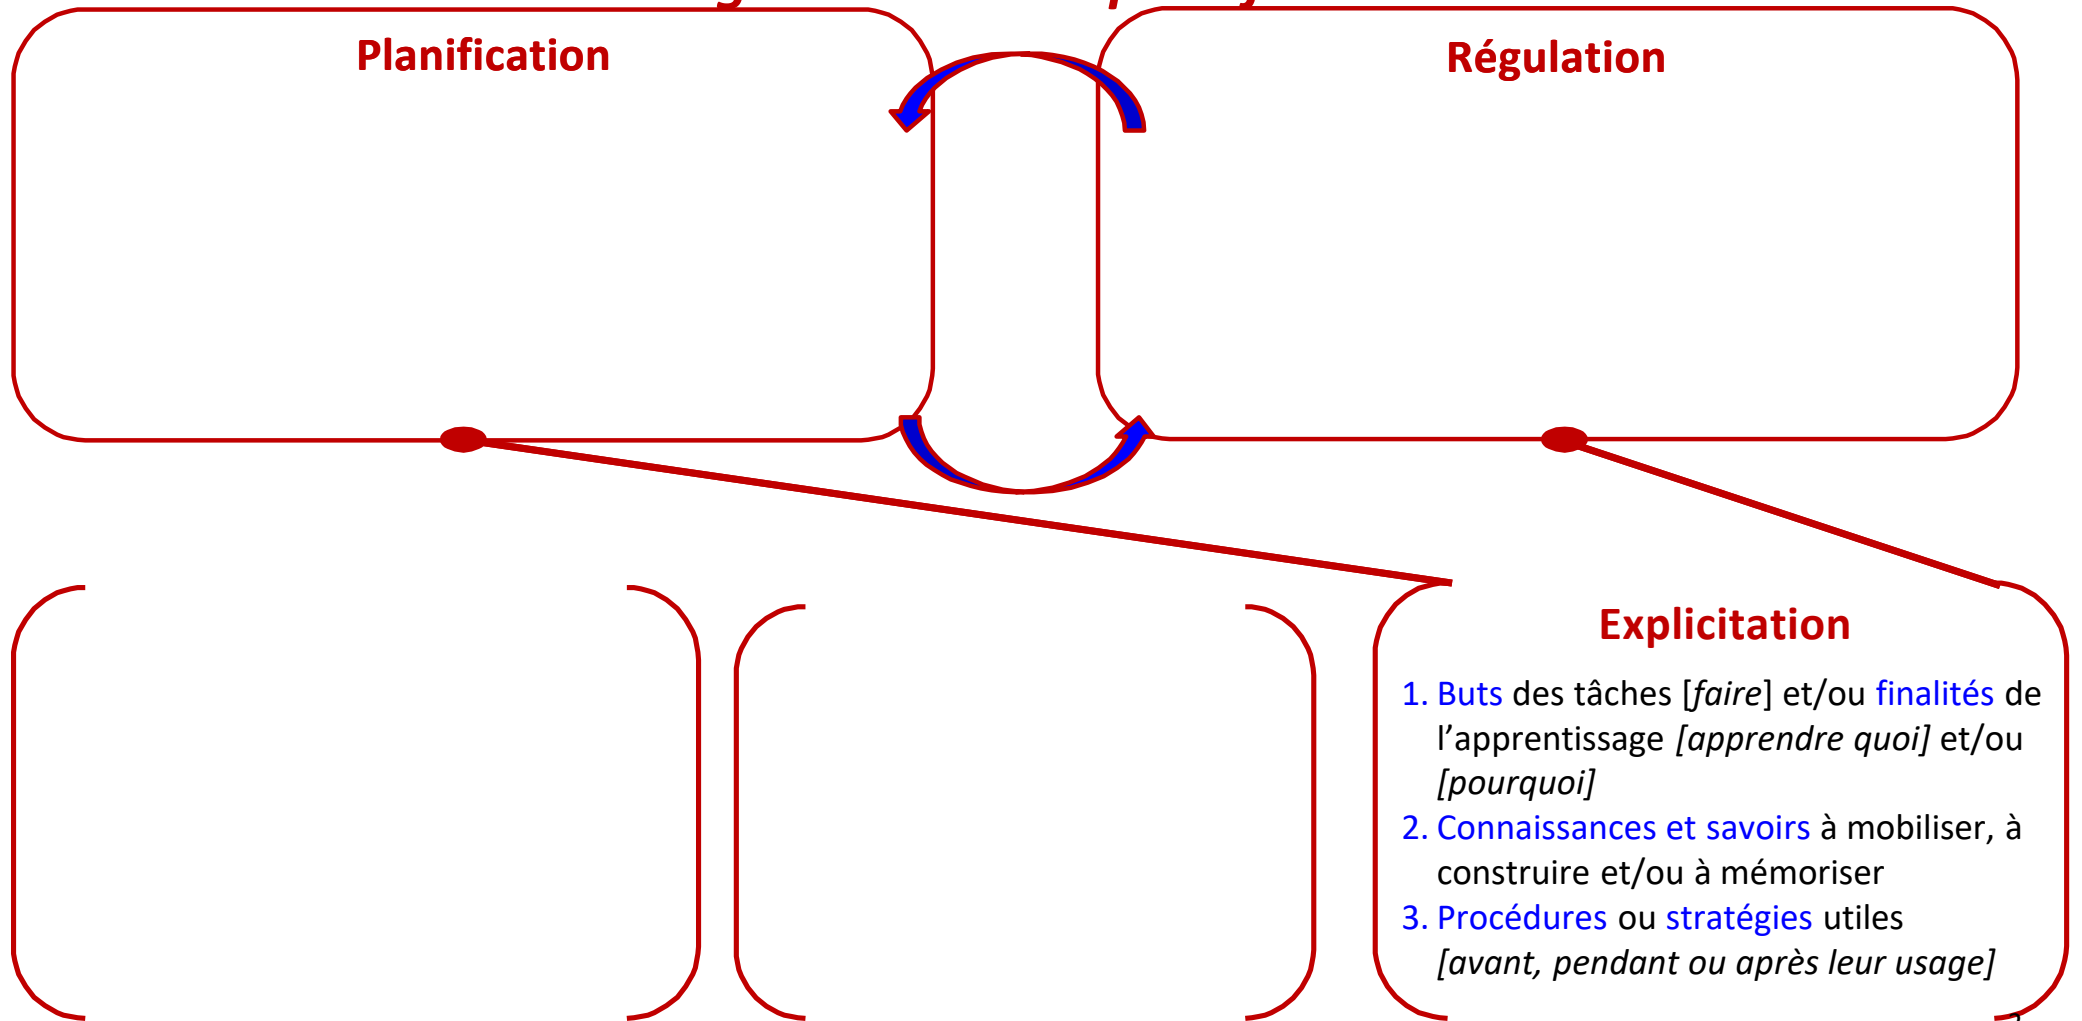 Planification
Régulation
Explicitation
1. Buts des tâches [faire] et/ou finalités de
l’apprentissage [apprendre quoi] et/ou
[pourquoi]
2. Connaissances et savoirs à mobiliser, à
construire et/ou à mémoriser
3. Procédures ou stratégies utiles
[avant, pendant ou après leur usage]